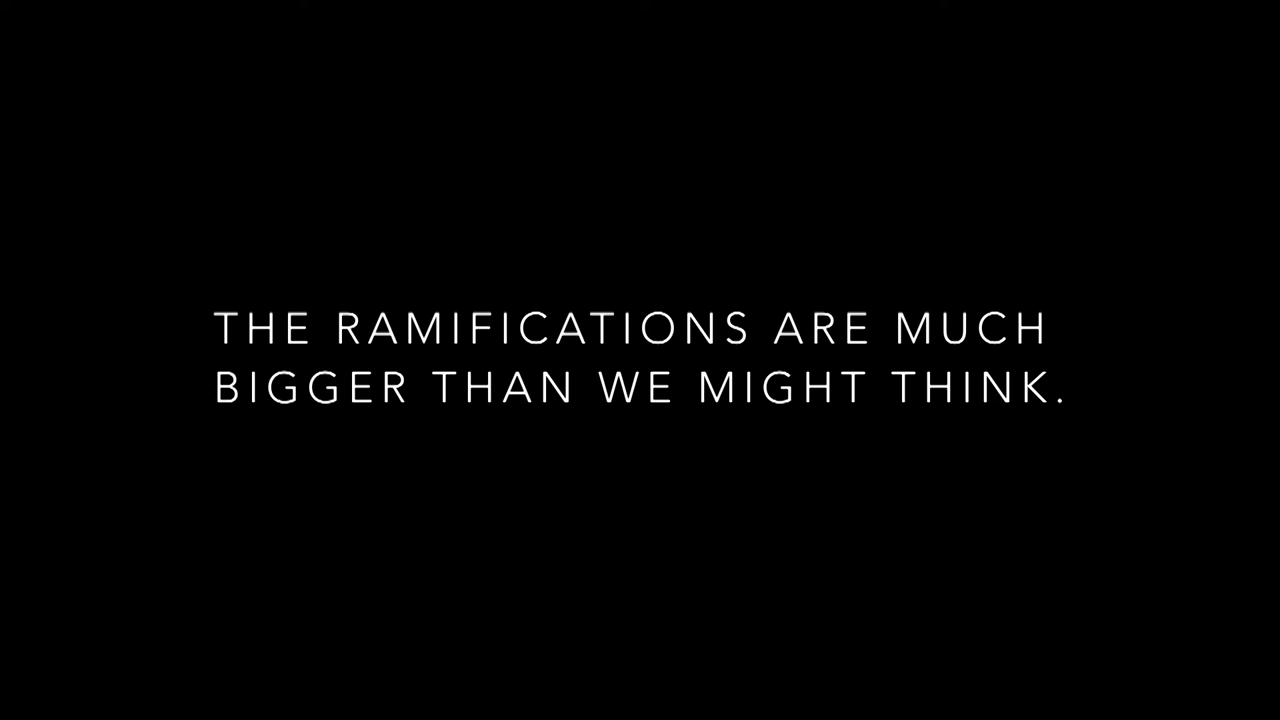 THE RAMIFICATIONS ARE MUCH
BIGGER THAN WE MIGHT THINK.